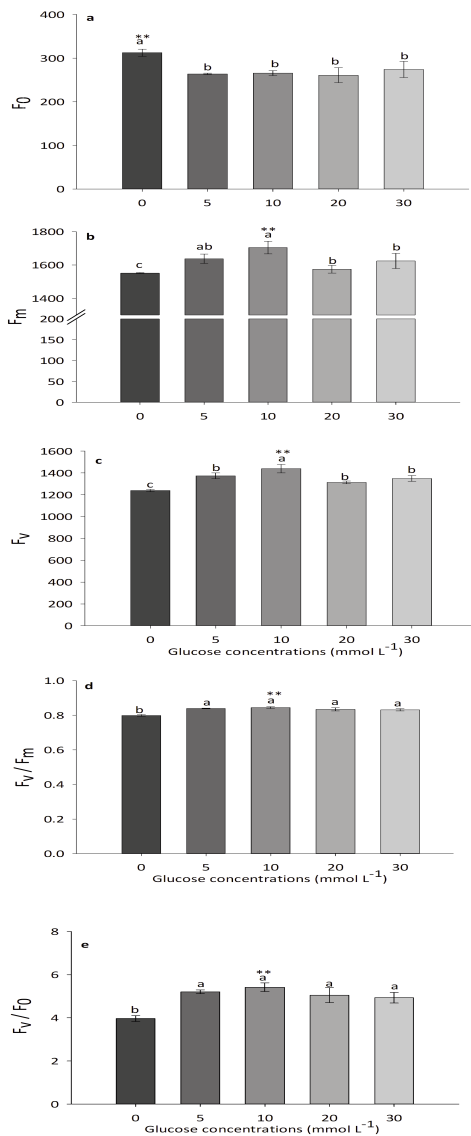 a
400
300
200
100
0
F0
**
a
b
b
b
b
0 5 10 20 30
b
1800
1600
1400
200
150
100
50
0
Fm
c
ab
**
a
b
b
0 5 10 20 30
c
1600
1400
1200
1000
800
600
400
200
0
Fv
c
b
**
a
b
b
0 5 10 20 30
Glucose concentrations (mmol L-1)
d
1.0
0.8
0.6
0.4
0.2
0.0
Fv / Fm
b
a
**
a
a
a
0 5 10 20 30
Glucose concentrations (mmol L-1)
e
8
6
4
2
0
Fv / F0
b
a
**
a
a
a
0 5 10 20 30
Glucose concentrations (mmol L-1)